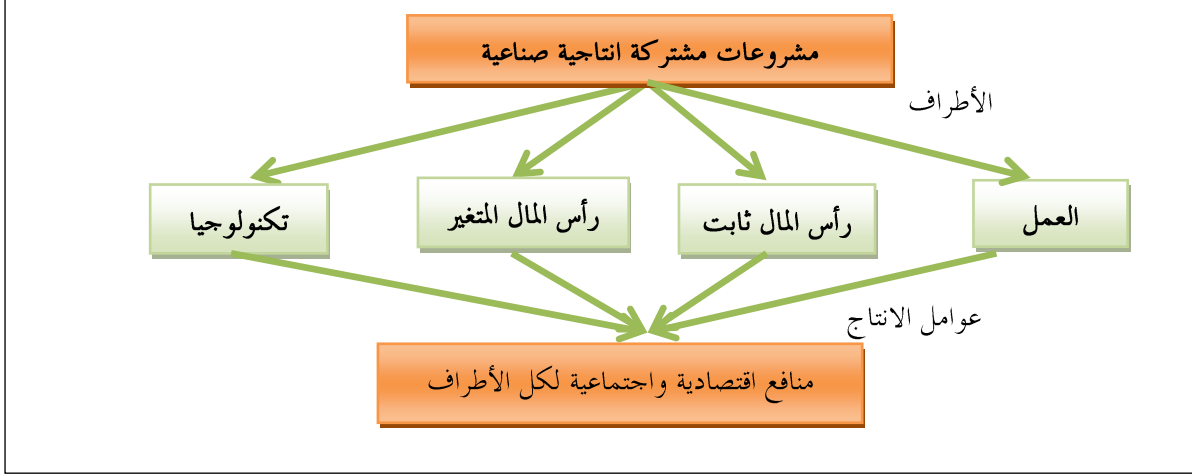 مشروعات مشتركة انتاجية صناعية
الأطراف
العمل
رأس المال ثابت
رأس المال المتغير
تكنولوجيا
عوامل الانتاج
منافع اقتصادية واجتماعية لكل الأطراف